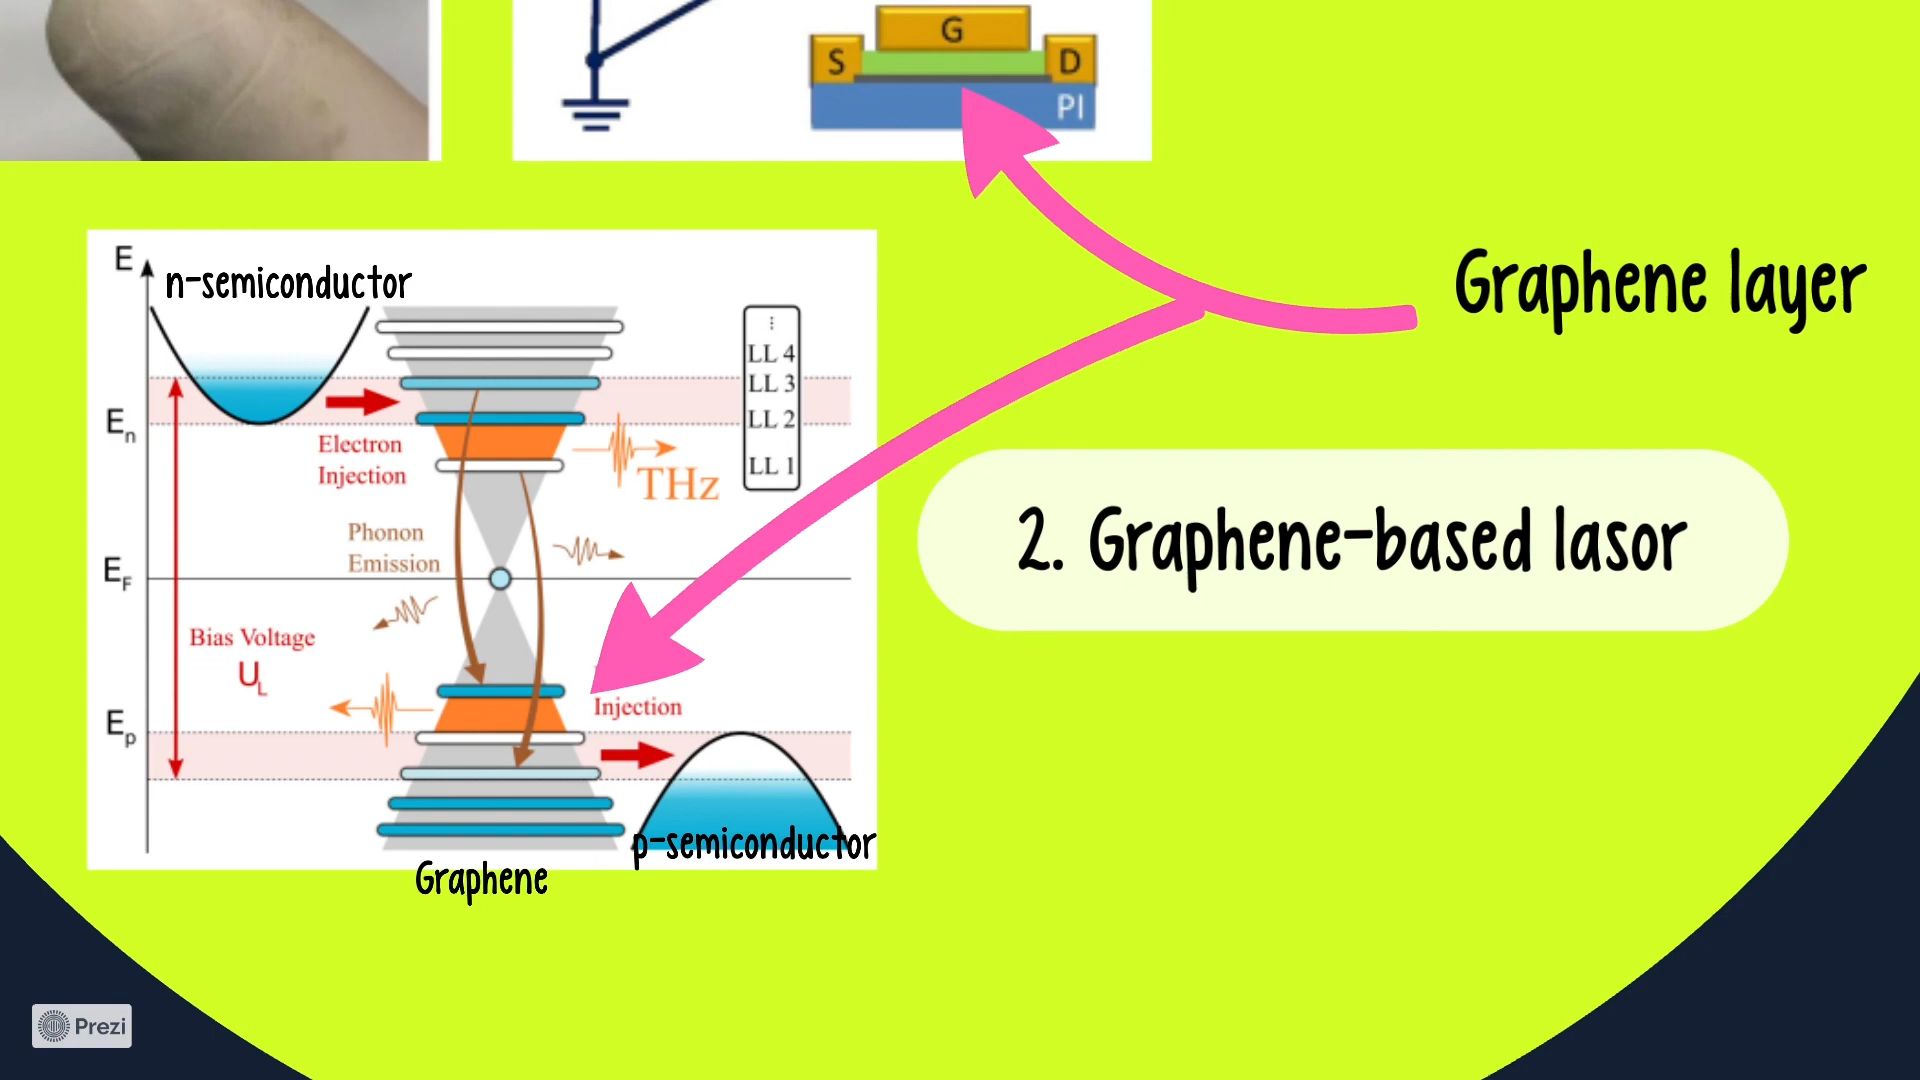 G
S
D
PI
Graphene layer
E
n-semiconductor
⋮
LL 4
LL 3
LL 2
LL 1
En
Electron
Injection
THz
2. Graphene-based lasor
Phonon
Emission
EF
Bias Voltage
UL
Injection
Ep
p-semiconductor
Graphene
Prezi